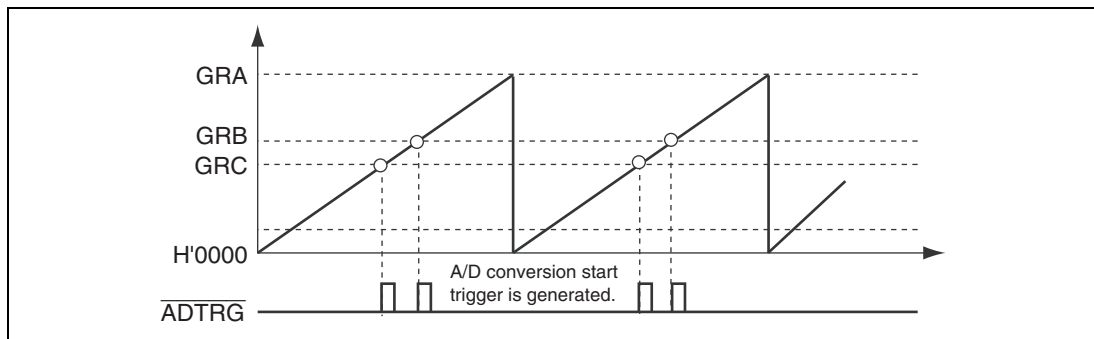 GRA
GRB
GRC
H'0000
A/D conversion start
trigger is generated.
ADTRG